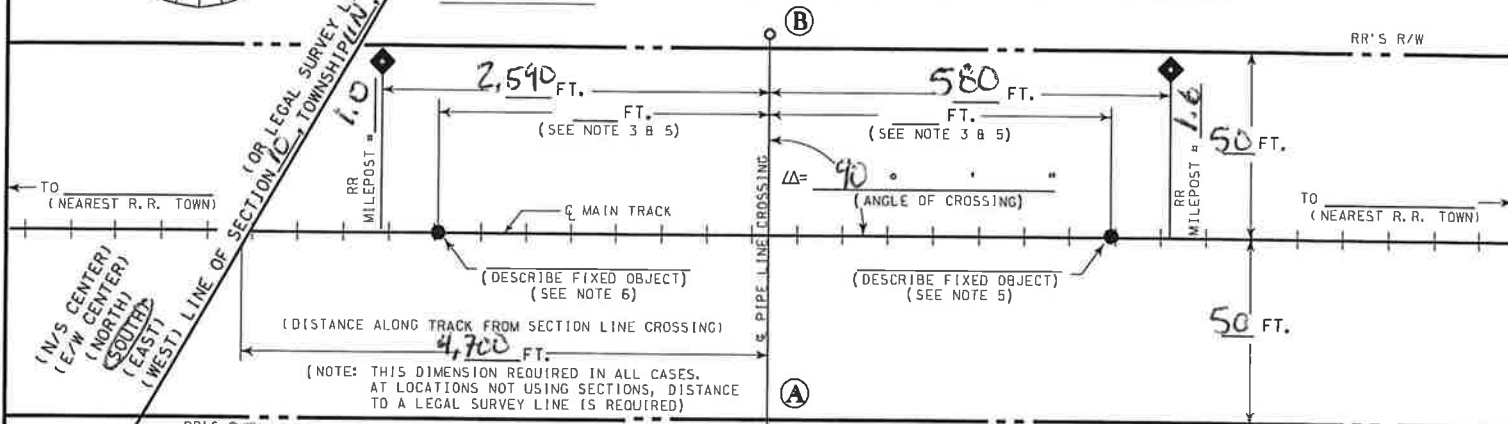 (OR LEGAL SURVEY L
(WEST) LINE OF SECTION 10, TOWNSHIP 1N,
(EAST)
(SOUTH)
(NORTH)
(E/W CENTER)
(N/S CENTER)
B
RR'S R/W
2,590 FT.
580 FT.
FT.
(SEE NOTE 3 & 5)
FT.
(SEE NOTE 3 & 5)
RR MILEPOST # 1.0
RR MILEPOST #
50 FT.
∠Δ= 90 ° ' "
(ANGLE OF CROSSING)
TO
(NEAREST R.R. TOWN)
TO
(NEAREST R.R. TOWN)
℄ MAIN TRACK
℄ PIPE LINE CROSSING
(DESCRIBE FIXED OBJECT)
(SEE NOTE 6)
(DESCRIBE FIXED OBJECT)
(SEE NOTE 5)
(DISTANCE ALONG TRACK FROM SECTION LINE CROSSING)
4,700 FT.
50 FT.
(NOTE: THIS DIMENSION REQUIRED IN ALL CASES.
AT LOCATIONS NOT USING SECTIONS, DISTANCE
TO A LEGAL SURVEY LINE IS REQUIRED)
A